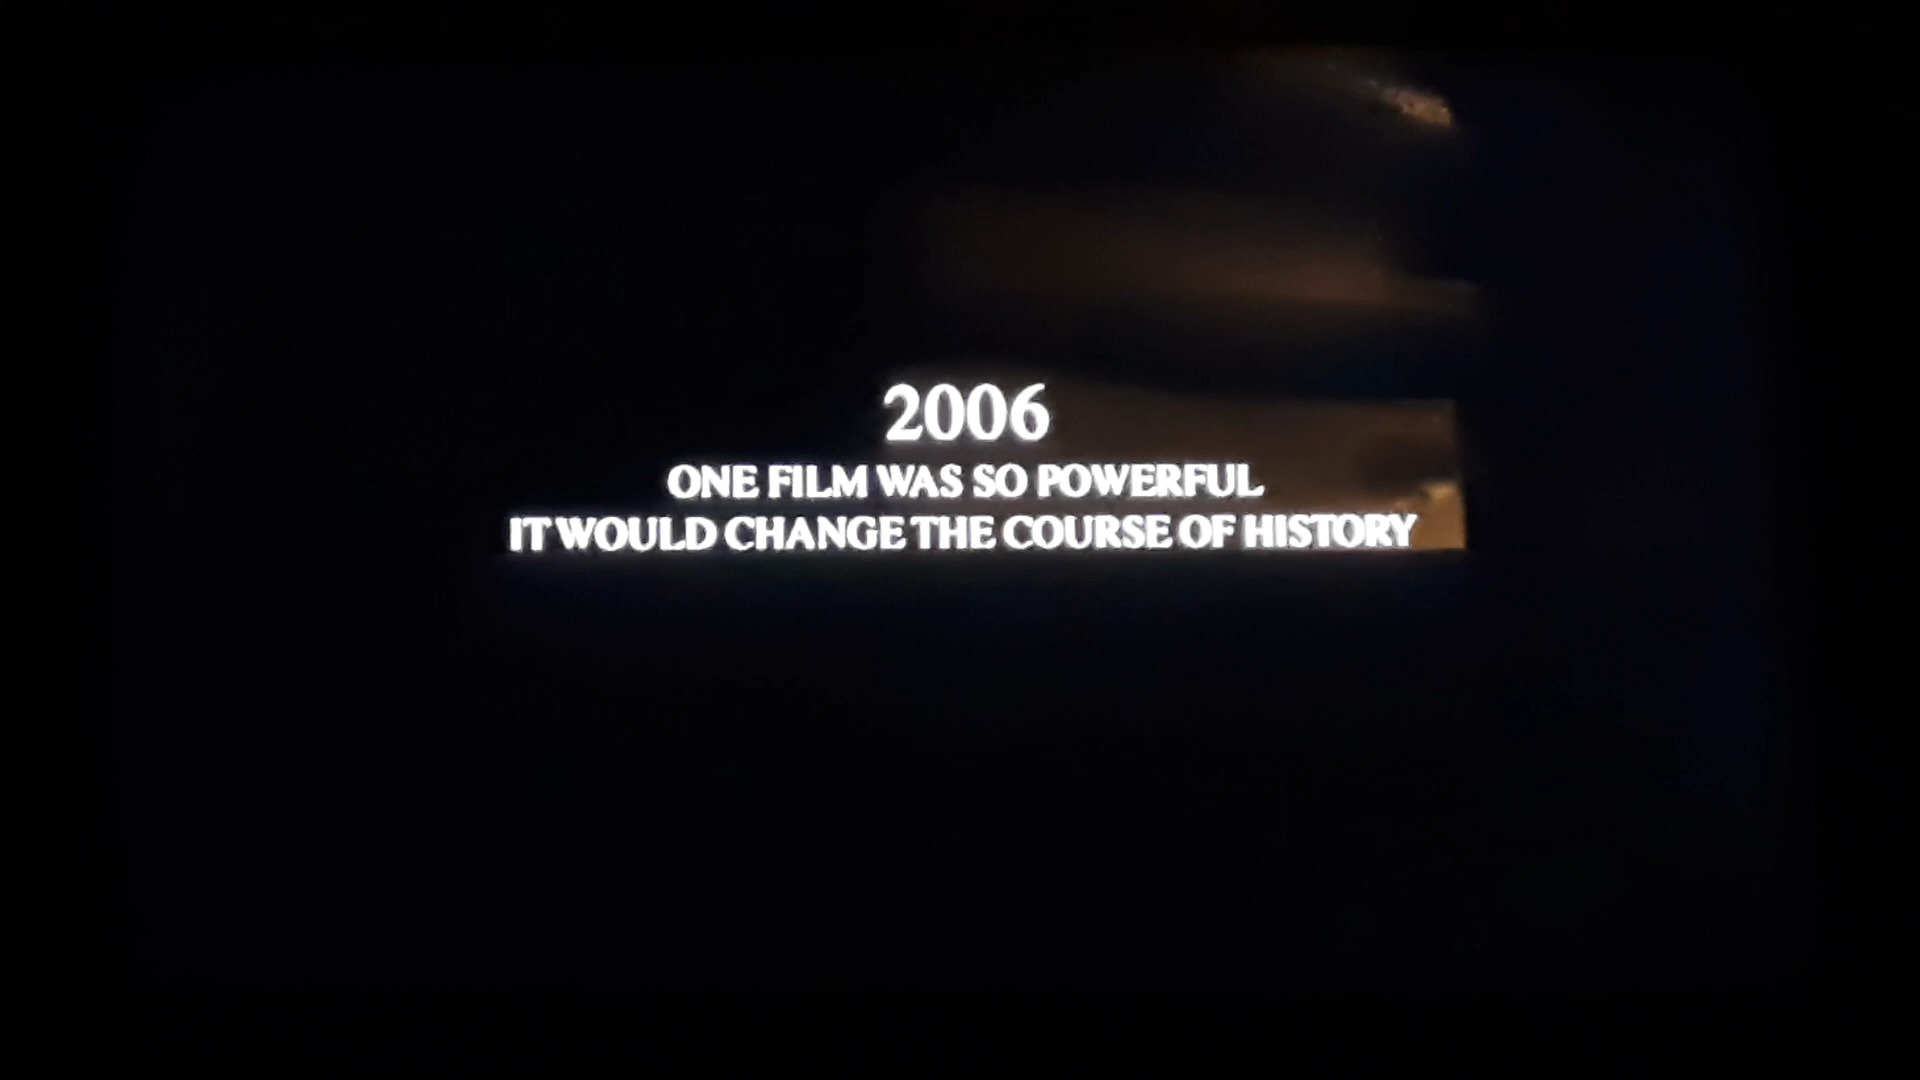 2006
ONE FILM WAS SO POWERFUL
IT WOULD CHANGE THE COURSE OF HISTORY